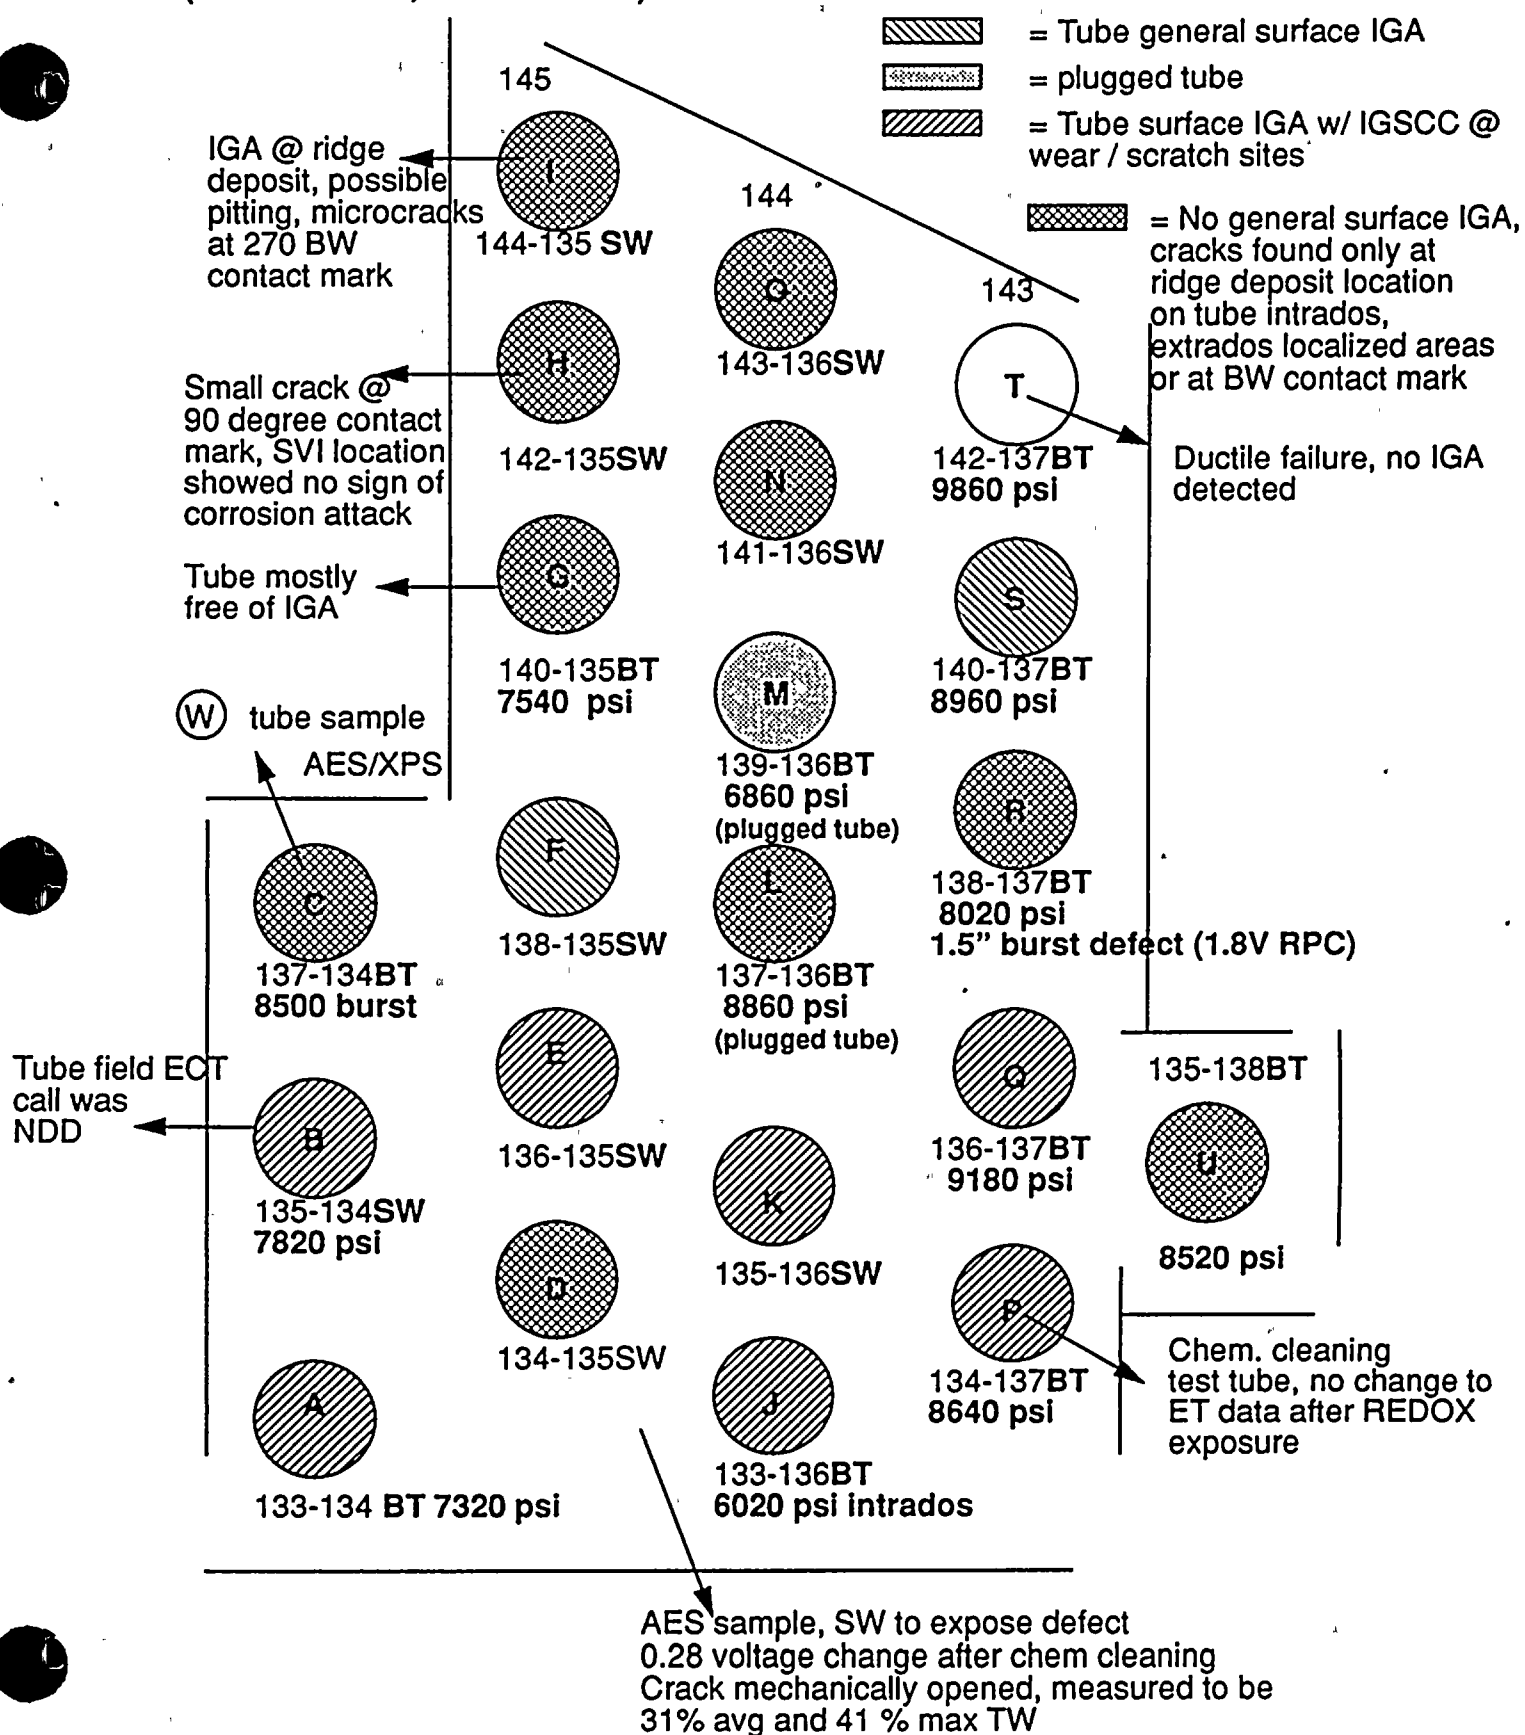 145
144
143
= Tube general surface IGA
= plugged tube
= Tube surface IGA w/ IGSCC @
wear / scratch sites
= No general surface IGA,
cracks found only at
ridge deposit location
on tube intrados,
extrados localized areas
or at BW contact mark
IGA @ ridge
deposit, possible
pitting, microcracks
at 270 BW
contact mark
I
144-135 SW
O
143-136SW
T
142-137BT
9860 psi
Ductile failure, no IGA
detected
Small crack @
90 degree contact
mark, SVI location
showed no sign of
corrosion attack
H
142-135SW
N
141-136SW
S
140-137BT
8960 psi
Tube mostly
free of IGA
G
140-135BT
7540 psi
M
139-136BT
6860 psi
(plugged tube)
R
138-137BT
8020 psi
1.5" burst defect (1.8V RPC)
W tube sample
AES/XPS
C
137-134BT
8500 burst
F
138-135SW
L
137-136BT
8860 psi
(plugged tube)
Q
136-137BT
9180 psi
135-138BT
U
8520 psi
Tube field ECT
call was
NDD
B
135-134SW
7820 psi
E
136-135SW
K
135-136SW
P
134-137BT
8640 psi
Chem. cleaning
test tube, no change to
ET data after REDOX
exposure
D
134-135SW
A
133-134 BT 7320 psi
J
133-136BT
6020 psi intrados
AES sample, SW to expose defect
0.28 voltage change after chem cleaning
Crack mechanically opened, measured to be
31% avg and 41 % max TW